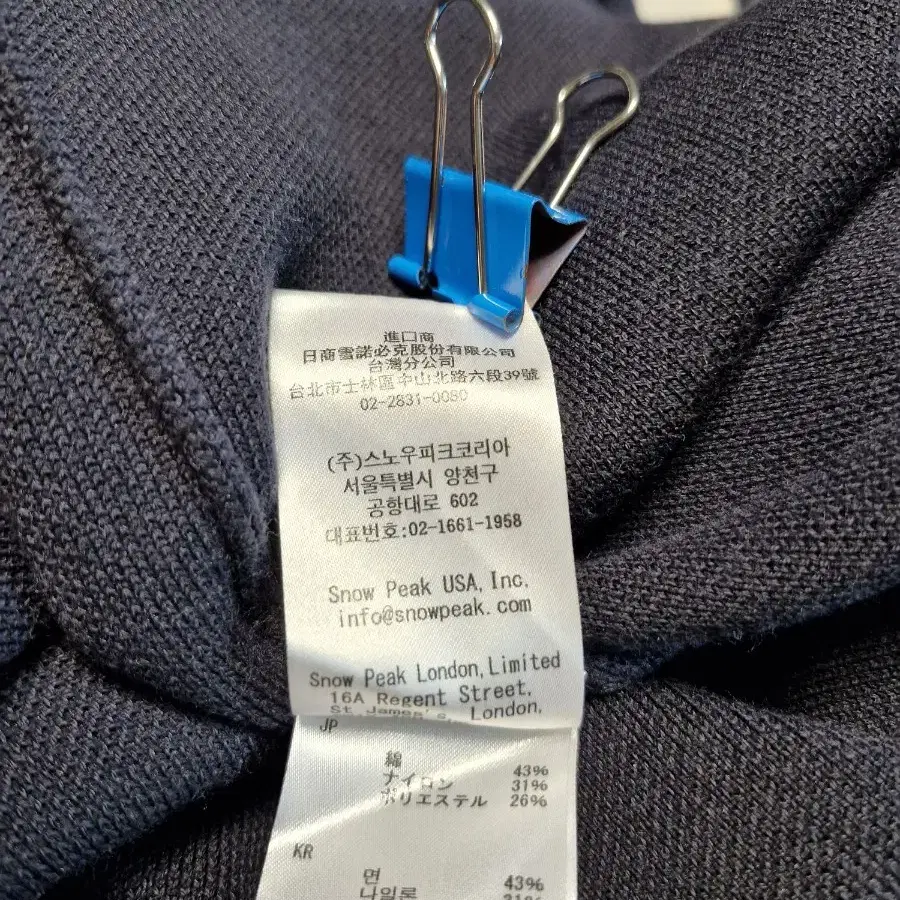 進口商
日商雪諾必克股份有限公司
台灣分公司
台北市士林區中山北路六段39號
02-2831-0080
(주)스노우피크코리아
서울특별시 양천구
공항대로 602
대표번호:02-1661-1958
Snow Peak USA, Inc.
info@snowpeak.com
Snow Peak London, Limited
16A Regent Street,
St. James's, London,
JP
綿 43%
ナイロン 31%
ポリエステル 26%
KR
면 43%
나일론 31%